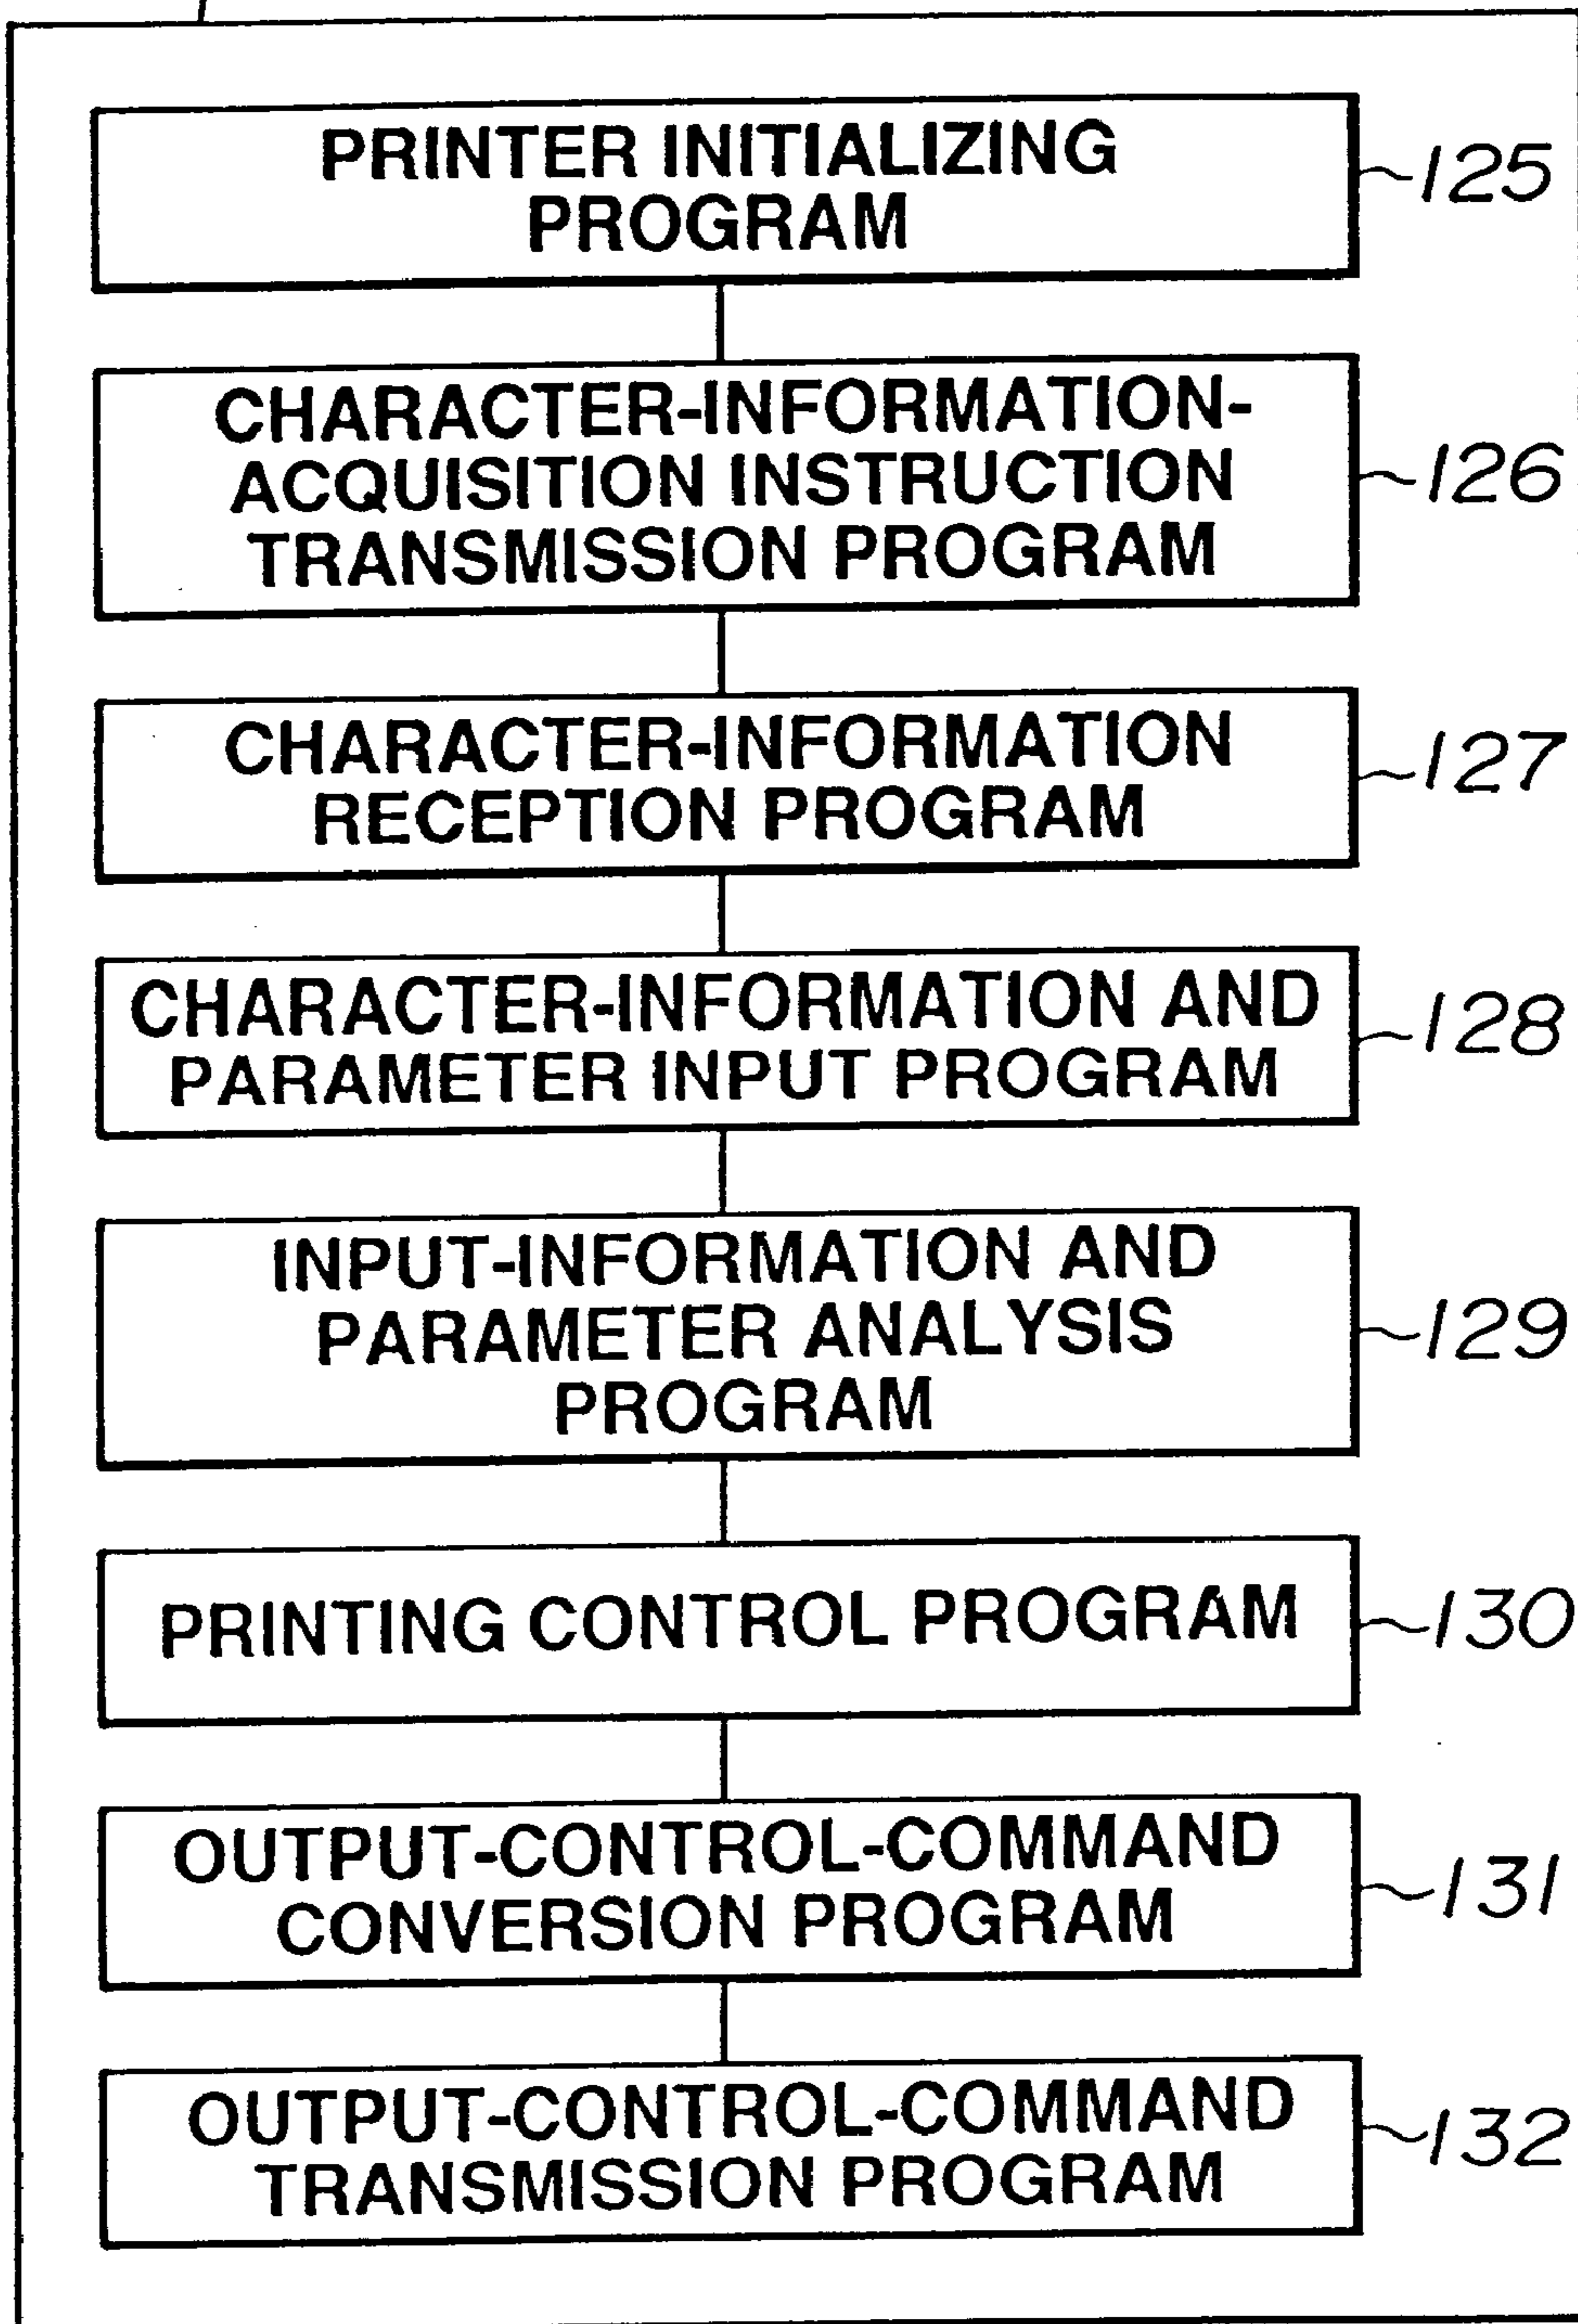 PRINTER INITIALIZING
PROGRAM
125
CHARACTER-INFORMATION-
ACQUISITION INSTRUCTION
TRANSMISSION PROGRAM
126
CHARACTER-INFORMATION
RECEPTION PROGRAM
127
CHARACTER-INFORMATION AND
PARAMETER INPUT PROGRAM
128
INPUT-INFORMATION AND
PARAMETER ANALYSIS
PROGRAM
129
PRINTING CONTROL PROGRAM
130
OUTPUT-CONTROL-COMMAND
CONVERSION PROGRAM
131
OUTPUT-CONTROL-COMMAND
TRANSMISSION PROGRAM
132